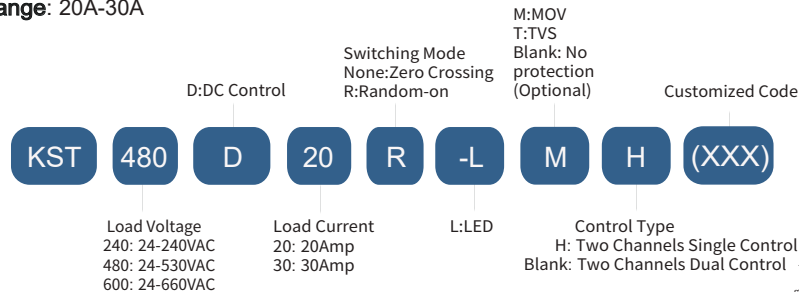 ange: 20A-30A
M:MOV
T:TVS
Blank: No
protection
(Optional)
Switching Mode
None:Zero Crossing
R:Random-on
D:DC Control
Customized Code
KST 480 D 20 R -L M H (XXX)
Load Voltage
240: 24-240VAC
480: 24-530VAC
600: 24-660VAC
Load Current
20: 20Amp
30: 30Amp
L:LED
Control Type
H: Two Channels Single Control
Blank: Two Channels Dual Control